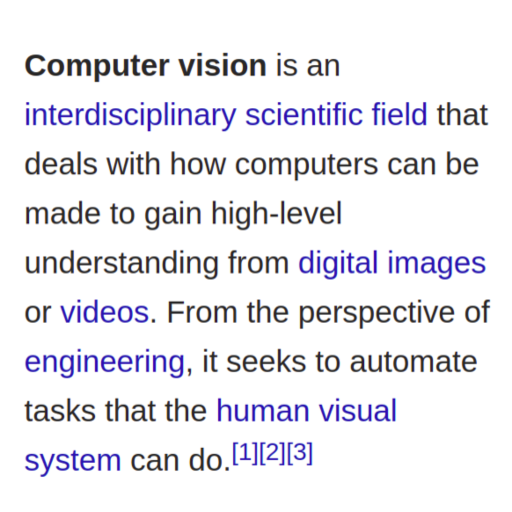 Computer vision is an
interdisciplinary scientific field that
deals with how computers can be
made to gain high-level
understanding from digital images
or videos. From the perspective of
engineering, it seeks to automate
tasks that the human visual
system can do.[1][2][3]